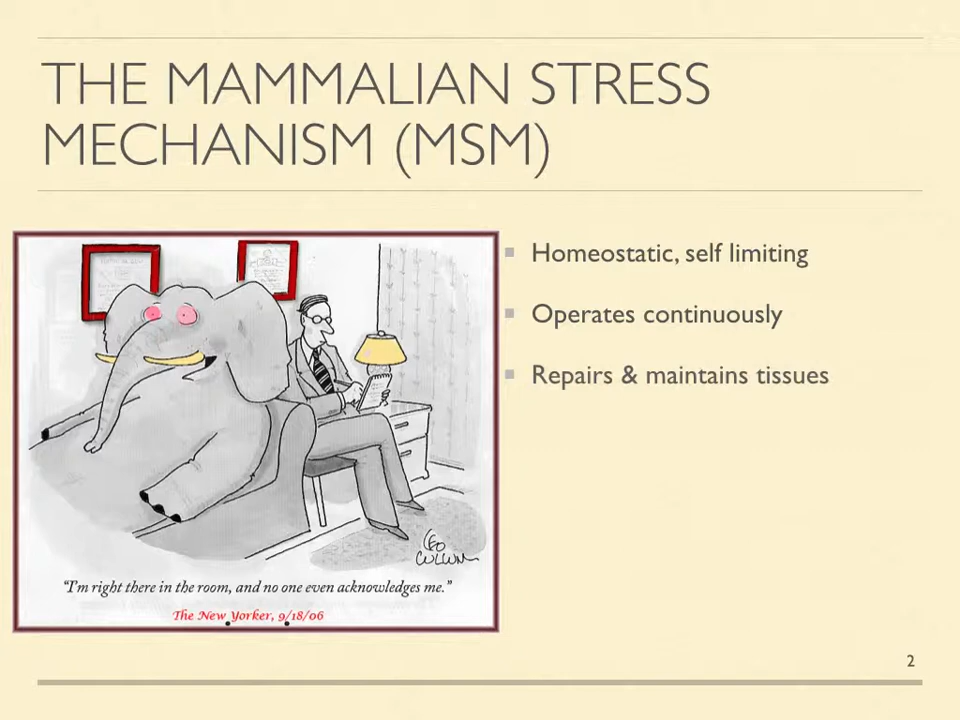 THE MAMMALIAN STRESS
MECHANISM (MSM)
Homeostatic, self limiting
Operates continuously
Repairs & maintains tissues
LEO
CULLUM
“I’m right there in the room, and no one even acknowledges me.”
The New Yorker, 9/18/06
2